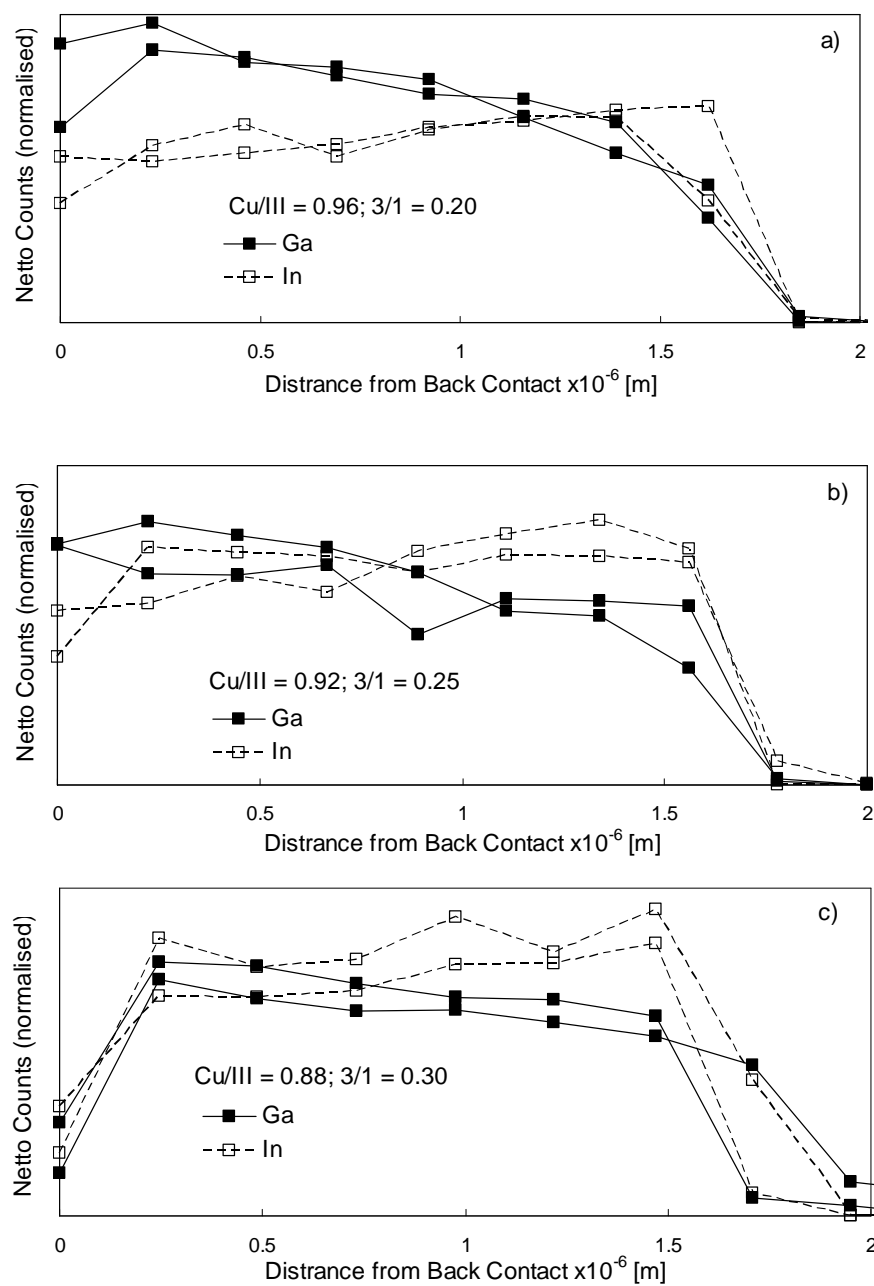 a)
Netto Counts (normalised)
Cu/III = 0.96; 3/1 = 0.20
Ga
In
0 0.5 1 1.5 2
Distrance from Back Contact x10⁻⁶ [m]
b)
Netto Counts (normalised)
Cu/III = 0.92; 3/1 = 0.25
Ga
In
0 0.5 1 1.5 2
Distrance from Back Contact x10⁻⁶ [m]
c)
Netto Counts (normalised)
Cu/III = 0.88; 3/1 = 0.30
Ga
In
0 0.5 1 1.5 2
Distrance from Back Contact x10⁻⁶ [m]